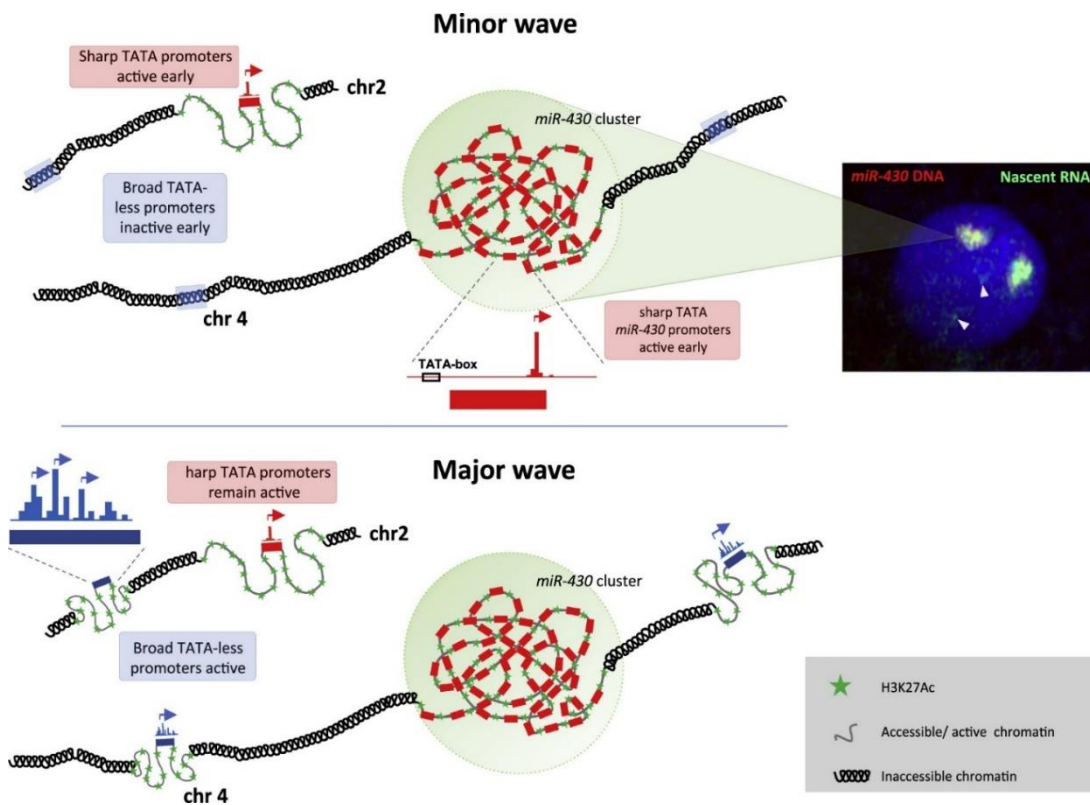 Minor wave
Sharp TATA promoters
active early
chr2
miR-430 cluster
Broad TATA-
less promoters
inactive early
miR-430 DNA
Nascent RNA
chr 4
sharp TATA
miR-430 promoters
active early
TATA-box
Major wave
harp TATA promoters
remain active
chr2
miR-430 cluster
Broad TATA-less
promoters active
chr 4
H3K27Ac
Accessible/ active chromatin
Inaccessible chromatin